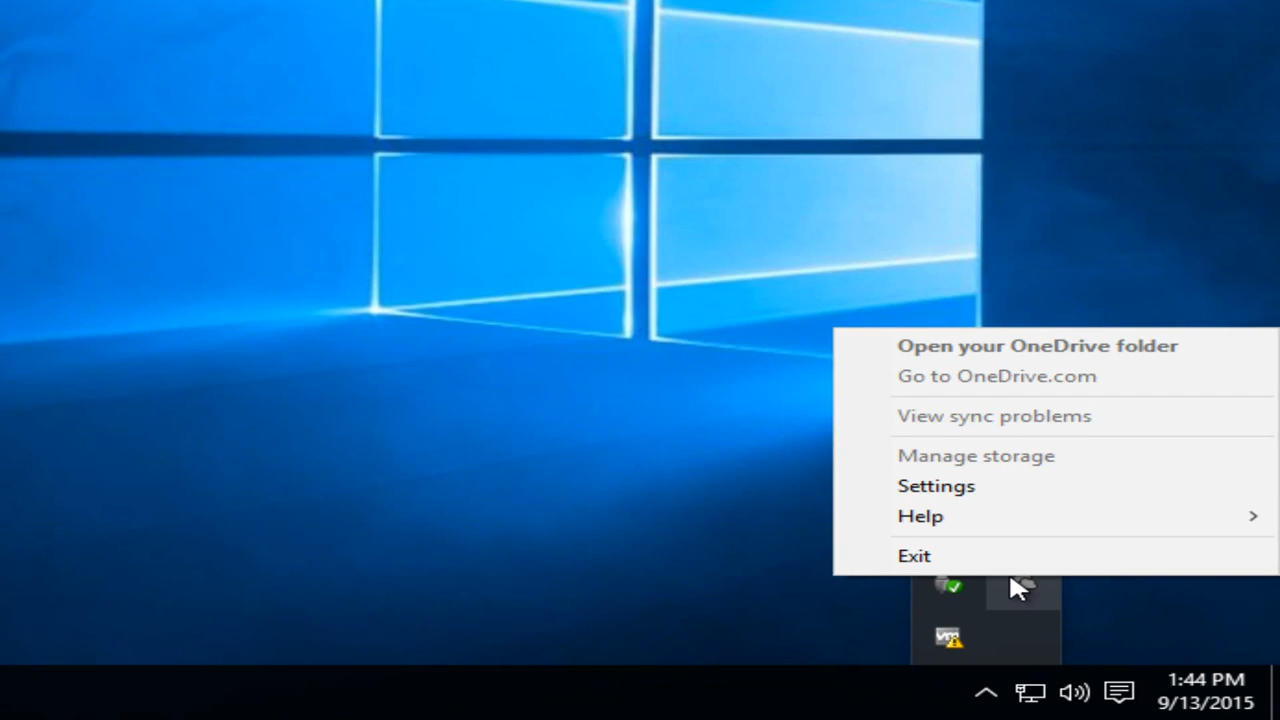 Open your OneDrive folder
Go to OneDrive.com
View sync problems
Manage storage
Settings
Help
Exit
vm
1:44 PM
9/13/2015